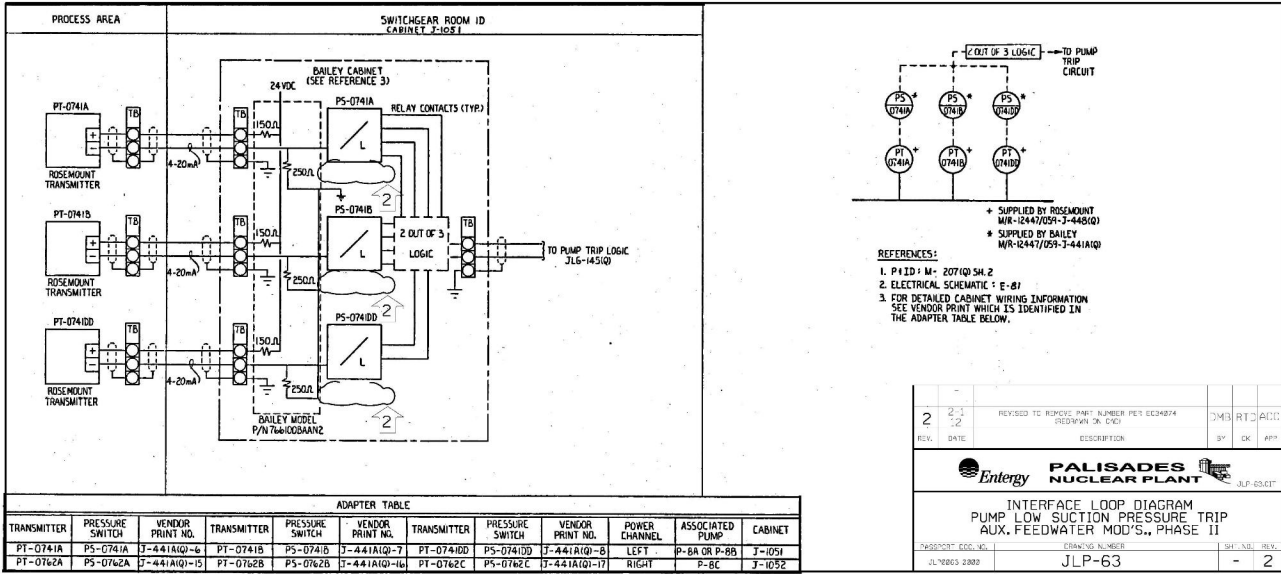 PROCESS AREA
SWITCHGEAR ROOM 1D
CABINET J-1051
BAILEY CABINET
(SEE REFERENCE 3)
24VDC
PT-0741A
TB
TB
150Ω
PS-0741A
RELAY CONTACTS (TYP.)
+
−
4-20mA
L
250Ω
ROSEMOUNT
TRANSMITTER
2
PT-0741B
TB
TB
150Ω
PS-0741B
+
−
4-20mA
L
250Ω
2 OUT OF 3
LOGIC
TB
TO PUMP TRIP LOGIC
JLG-145(Q)
ROSEMOUNT
TRANSMITTER
2
PT-0741DD
TB
TB
150Ω
PS-0741DD
+
−
4-20mA
L
250Ω
ROSEMOUNT
TRANSMITTER
2
BAILEY MODEL
P/N 766100BAAN2
2 OUT OF 3 LOGIC
TO PUMP
TRIP
CIRCUIT
PS 0741A *
PS 0741B *
PS 0741DD *
PT 0741A +
PT 0741B +
PT 0741DD +
+ SUPPLIED BY ROSEMOUNT
M/R-12447/059-J-448(Q)
* SUPPLIED BY BAILEY
M/R-12447/059-J-441A(Q)
REFERENCES:
1. P&ID: M-207(Q) SH.2
2. ELECTRICAL SCHEMATIC: E-81
3. FOR DETAILED CABINET WIRING INFORMATION
SEE VENDOR PRINT WHICH IS IDENTIFIED IN
THE ADAPTER TABLE BELOW.
ADAPTER TABLE
TRANSMITTER PRESSURE SWITCH VENDOR PRINT NO. TRANSMITTER PRESSURE SWITCH VENDOR PRINT NO. TRANSMITTER PRESSURE SWITCH VENDOR PRINT NO. POWER CHANNEL ASSOCIATED PUMP CABINET
PT-0741A PS-0741A J-441A(Q)-6 PT-0741B PS-0741B J-441A(Q)-7 PT-0741DD PS-0741DD J-441A(Q)-8 LEFT P-8A OR P-8B J-1051
PT-0762A PS-0762A J-441A(Q)-15 PT-0762B PS-0762B J-441A(Q)-16 PT-0762C PS-0762C J-441A(Q)-17 RIGHT P-8C J-1052
2 2-1 12 REVISED TO REMOVE PART NUMBER PER EC34074 DMB RTD ACC
(REDRAWN ON CAD)
REV. DATE DESCRIPTION BY CK APP
Entergy
PALISADES
NUCLEAR PLANT
JLP-63.CIT
INTERFACE LOOP DIAGRAM
PUMP LOW SUCTION PRESSURE TRIP
AUX. FEEDWATER MOD'S., PHASE II
PASSPORT DOC. NO. DRAWING NUMBER SHT. NO. REV.
JLP-63 - 2